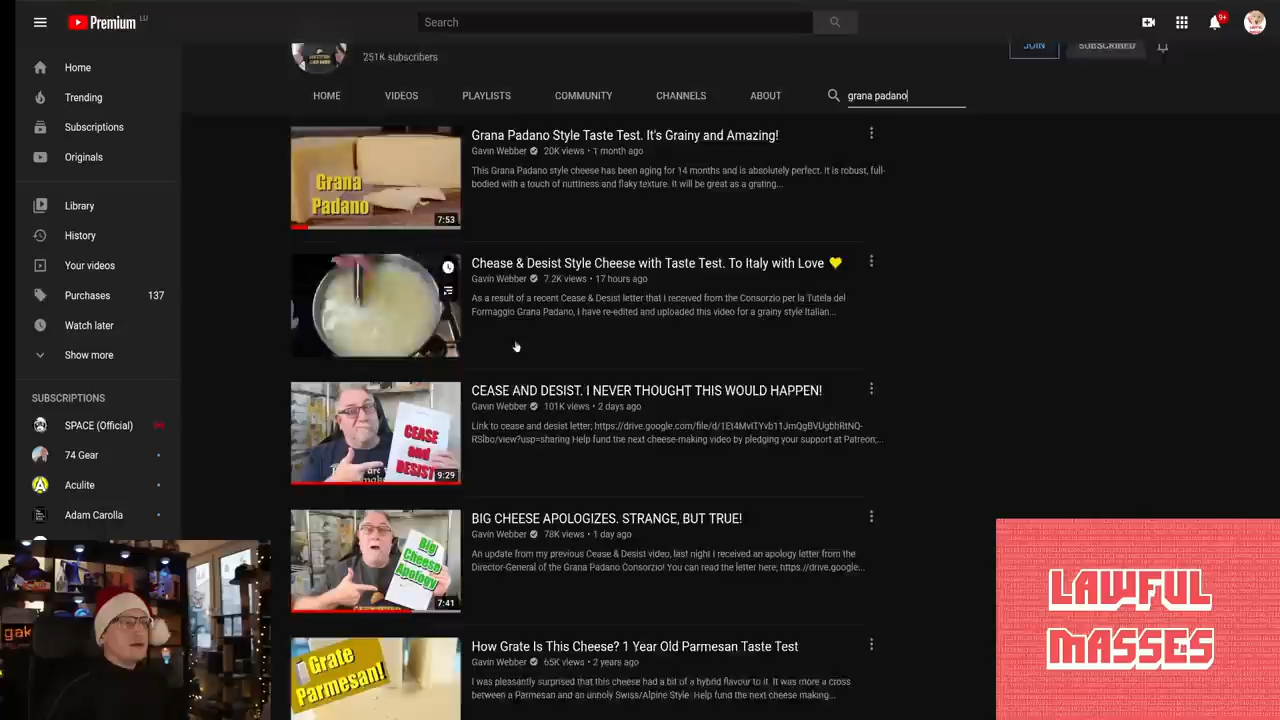 Premium LU
Search
9+
251K subscribers
JOIN
SUBSCRIBED
HOME
VIDEOS
PLAYLISTS
COMMUNITY
CHANNELS
ABOUT
grana padano
Home
Trending
Subscriptions
Originals
Library
History
Your videos
Purchases 137
Watch later
Show more
SUBSCRIPTIONS
SPACE (Official)
74 Gear
Aculite
Adam Carolla
Grana
Padano
7:53
Grana Padano Style Taste Test. It's Grainy and Amazing!
Gavin Webber 20K views • 1 month ago
This Grana Padano style cheese has been aging for 14 months and is absolutely perfect. It is robust, full-
bodied with a touch of nuttiness and flaky texture. It will be great as a grating...
Chease & Desist Style Cheese with Taste Test. To Italy with Love 💛
Gavin Webber 7.2K views • 17 hours ago
As a result of a recent Cease & Desist letter that I received from the Consorzio per la Tutela del
Formaggio Grana Padano, I have re-edited and uploaded this video for a grainy style Italian...
CEASE
and
DESIST
9:29
CEASE AND DESIST. I NEVER THOUGHT THIS WOULD HAPPEN!
Gavin Webber 101K views • 2 days ago
Link to cease and desist letter; https://drive.google.com/file/d/
view?usp=sharing Help fund the next cheese-making video by pledging your support at Patreon;...
Big
Cheese
Apology
7:41
BIG CHEESE APOLOGIZES. STRANGE, BUT TRUE!
Gavin Webber 78K views • 1 day ago
An update from my previous Cease & Desist video, last night I received an apology letter from the
Director-General of the Grana Padano Consorzio! You can read the letter here; https://drive.google...
Grate
Parmesan!
How Grate Is This Cheese? 1 Year Old Parmesan Taste Test
Gavin Webber 65K views • 2 years ago
I was pleasantly surprised that this cheese had a bit of a hybrid flavour to it. It was more a cross
between a Parmesan and an unholy Swiss/Alpine Style Help fund the next cheese making...
gak
LAWFUL
MASSES